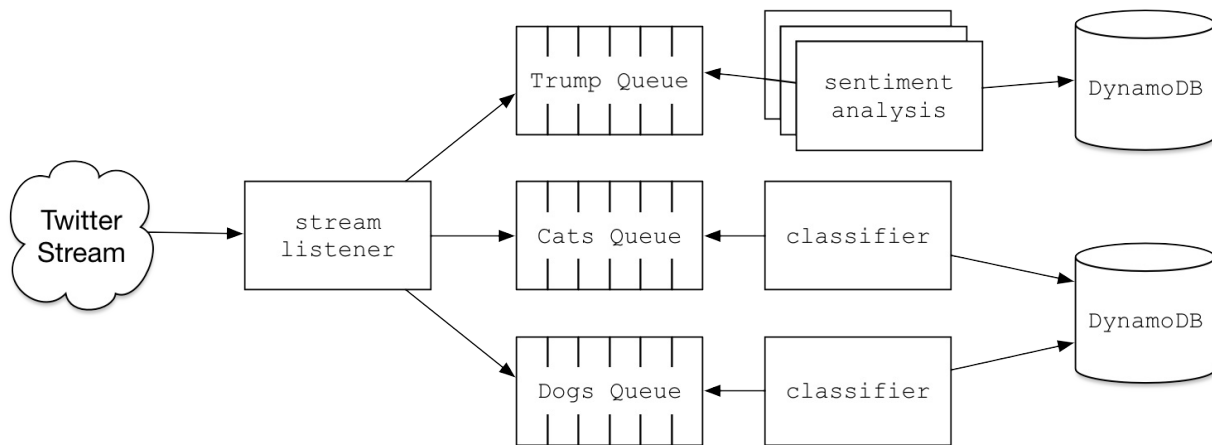 Trump Queue
sentiment
analysis
DynamoDB
Twitter
Stream
stream
listener
Cats Queue
classifier
DynamoDB
Dogs Queue
classifier